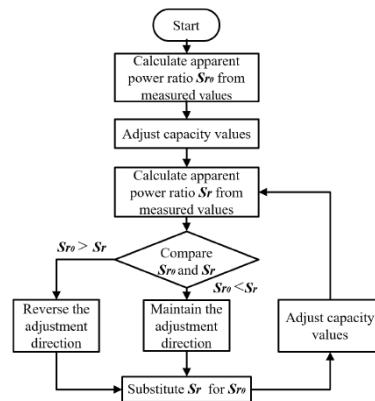 Start
Calculate apparent
power ratio Sr0 from
measured values
Adjust capacity values
Calculate apparent
power ratio Sr from
measured values
Sr0 > Sr
Compare
Sr0 and Sr
Sr0 <Sr
Reverse the
adjustment
direction
Maintain the
adjustment
direction
Adjust capacity
values
Substitute Sr for Sr0